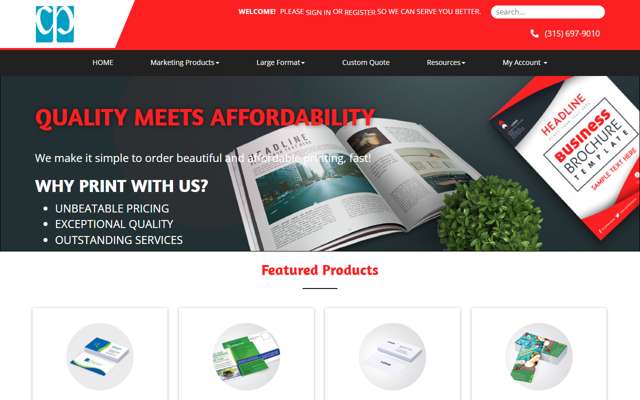 cp
WELCOME! PLEASE SIGN IN OR REGISTER SO WE CAN SERVE YOU BETTER.
search...
(315) 697-9010
HOME
Marketing Products
Large Format
Custom Quote
Resources
My Account
QUALITY MEETS AFFORDABILITY
We make it simple to order beautiful and affordable printing, fast!
WHY PRINT WITH US?
UNBEATABLE PRICING
EXCEPTIONAL QUALITY
OUTSTANDING SERVICES
HEADLINE
HEADLINE
Business
BROCHURE
TEMPLATE
SAMPLE TEXT HERE
Featured Products